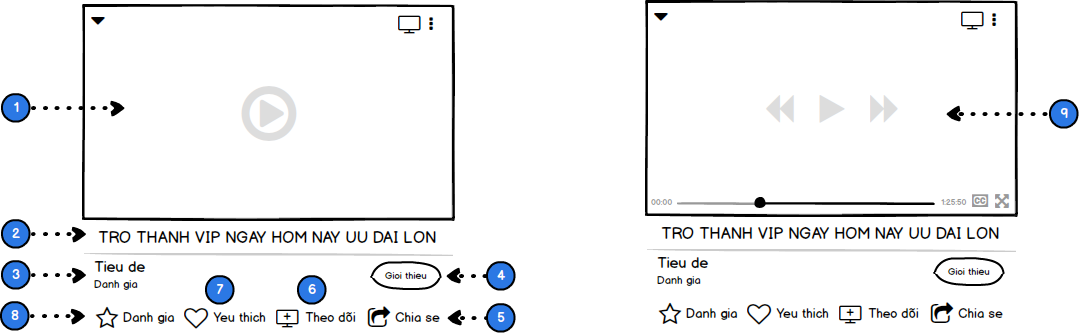 1
9
00:00
1:25:50
CC
2
TRO THANH VIP NGAY HOM NAY UU DAI LON
TRO THANH VIP NGAY HOM NAY UU DAI LON
3
Tieu de
Danh gia
Gioi thieu
4
Tieu de
Danh gia
Gioi thieu
7
6
8
Danh gia
Yeu thich
Theo dõi
Chia se
5
Danh gia
Yeu thich
Theo dõi
Chia se